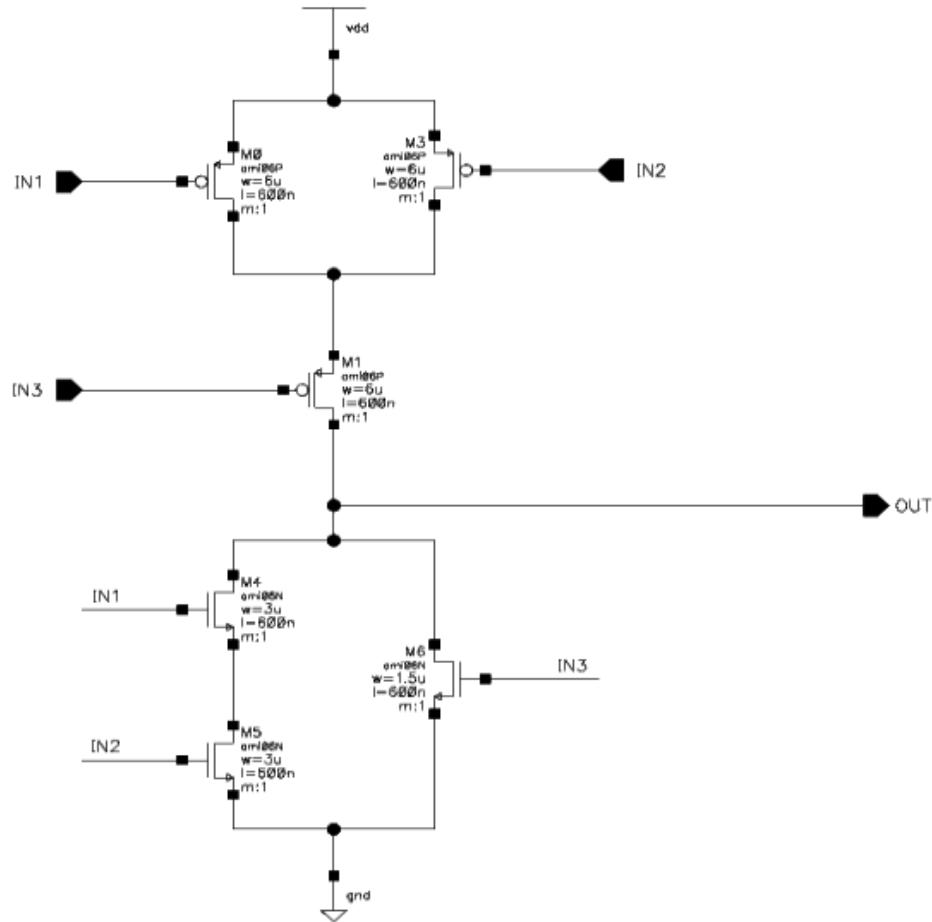 vdd
M0
ami06P
w=6u
l=600n
m:1
M3
ami06P
w=6u
l=600n
m:1
IN1
IN2
M1
ami06P
w=6u
l=600n
m:1
IN3
OUT
M4
ami06N
w=3u
l=600n
m:1
IN1
M6
ami06N
w=1.5u
l=600n
m:1
IN3
M5
ami06N
w=3u
l=600n
m:1
IN2
gnd